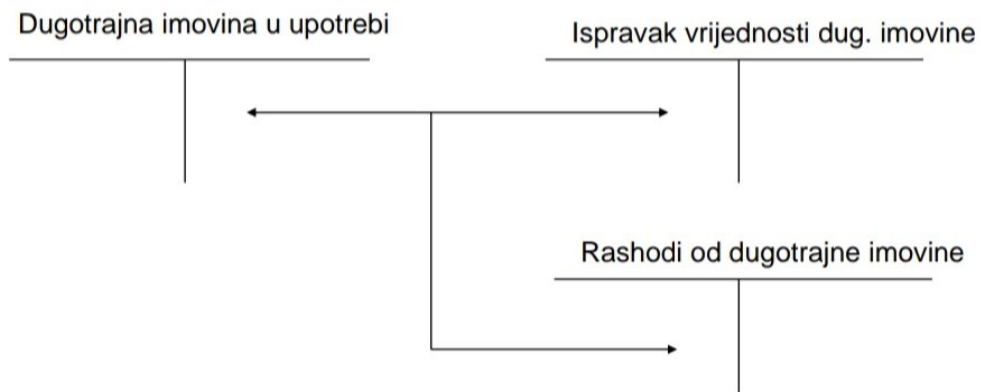 Dugotrajna imovina u upotrebi
Ispravak vrijednosti dug. imovine
Rashodi od dugotrajne imovine